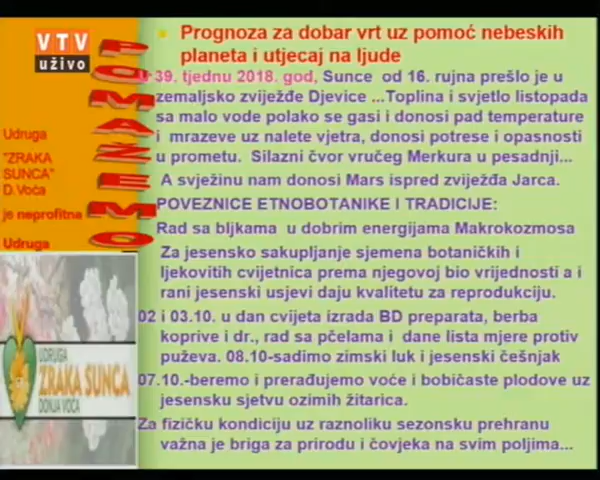 VTV
uživo
POMAŽEMO
Udruga
"ZRAKA
SUNCA"
D.Voća
je neprofitna
Udruga
UDRUGA
ZRAKA SUNCA
DONJA VOĆA
Prognoza za dobar vrt uz pomoć nebeskih
planeta i utjecaj na ljude
U 39. tjednu 2018. god, Sunce od 16. rujna prešlo je u
zemaljsko zviježđe Djevice ...Toplina i svjetlo listopada
sa malo vode polako se gasi i donosi pad temperature
i mrazeve uz nalete vjetra, donosi potrese i opasnosti
u prometu. Silazni čvor vrućeg Merkura u pesadnji...
A svježinu nam donosi Mars ispred zviježđa Jarca.
POVEZNICE ETNOBOTANIKE I TRADICIJE:
Rad sa bljkama u dobrim energijama Makrokozmosa
Za jesensko sakupljanje sjemena botaničkih i
ljekovitih cvijetnica prema njegovoj bio vrijednosti a i
rani jesenski usjevi daju kvalitetu za reprodukciju.
02 i 03.10. u dan cvijeta izrada BD preparata, berba
koprive i dr., rad sa pčelama i dane lista mjere protiv
puževa. 08.10-sadimo zimski luk i jesenski češnjak
07.10.-beremo i prerađujemo voće i bobičaste plodove uz
jesensku sjetvu ozimih žitarica.
Za fizičku kondiciju uz raznoliku sezonsku prehranu
važna je briga za prirodu i čovjeka na svim poljima...